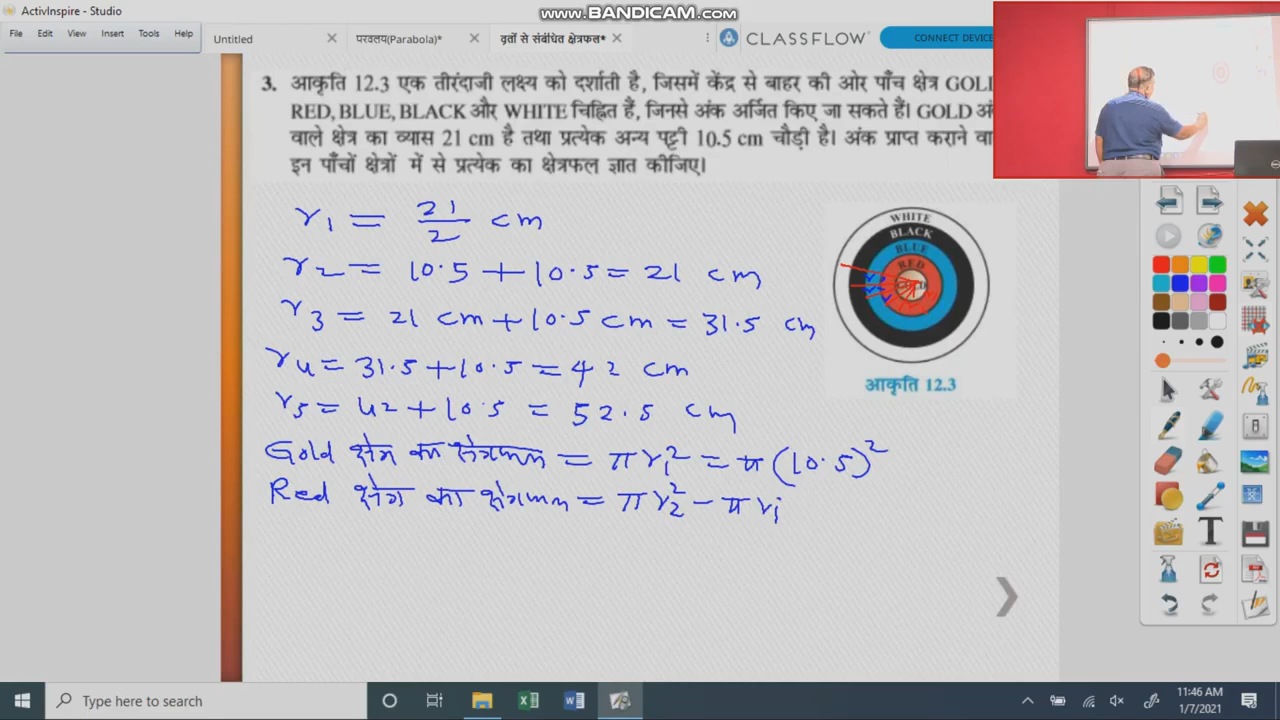 www.BANDICAM.com
ActivInspire - Studio
File Edit View Insert Tools Help
Untitled
परवलय(Parabola)*
वृतों से संबंधित क्षेत्रफल*
CLASSFLOW
CONNECT DEVICE
3. आकृति 12.3 एक तीरंदाजी लक्ष्य को दर्शाती है, जिसमें केंद्र से बाहर की ओर पाँच क्षेत्र GOLD
RED, BLUE, BLACK और WHITE चिह्नित हैं, जिनसे अंक अर्जित किए जा सकते हैं। GOLD अं
वाले क्षेत्र का व्यास 21 cm है तथा प्रत्येक अन्य पट्टी 10.5 cm चौड़ी है। अंक प्राप्त कराने वा
इन पाँचों क्षेत्रों में से प्रत्येक का क्षेत्रफल ज्ञात कीजिए।
r1 = 21/2 cm
r2 = 10.5 + 10.5 = 21 cm
r3 = 21 cm + 10.5 cm = 31.5 cm
r4 = 31.5 + 10.5 = 42 cm
r5 = 42 + 10.5 = 52.5 cm
Gold क्षेत्र का क्षेत्रफल = πr1² = π(10.5)²
Red क्षेत्र का क्षेत्रफल = πr2² - πr1
WHITE
BLACK
BLUE
RED
आकृति 12.3
Type here to search
11:46 AM
1/7/2021